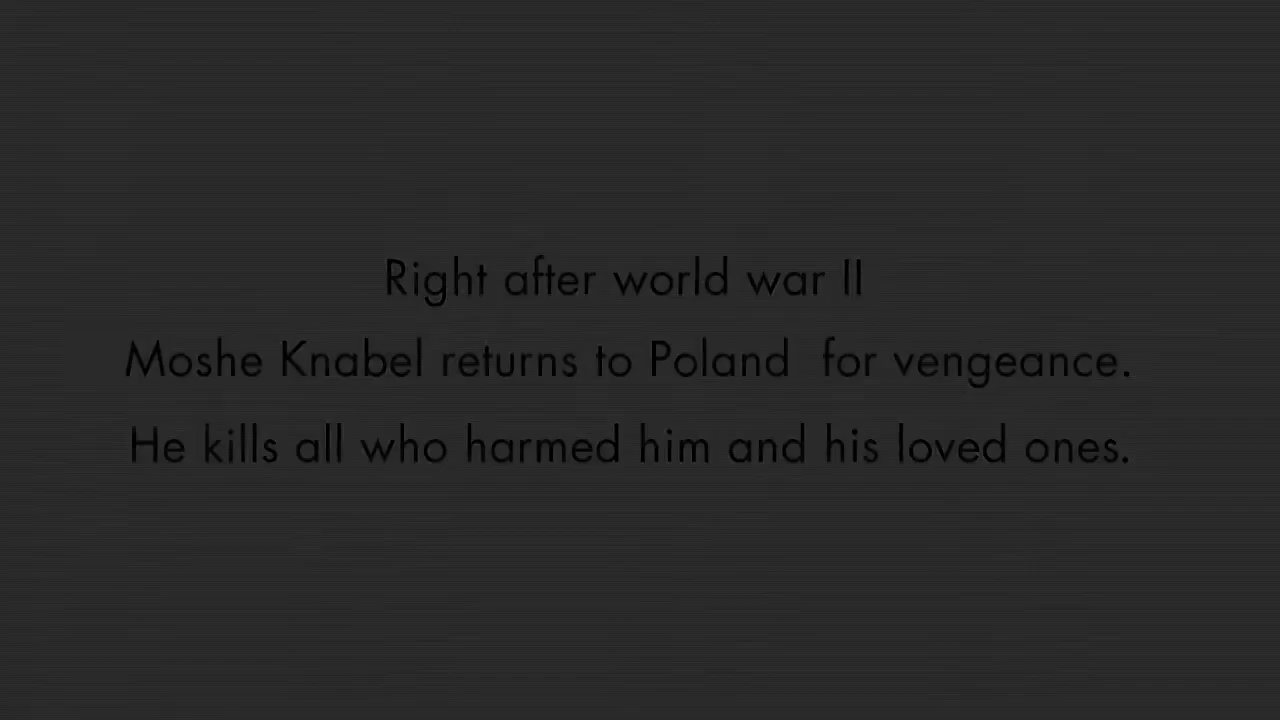 Right after world war II
Moshe Knabel returns to Poland  for vengeance.
He kills all who harmed him and his loved ones.